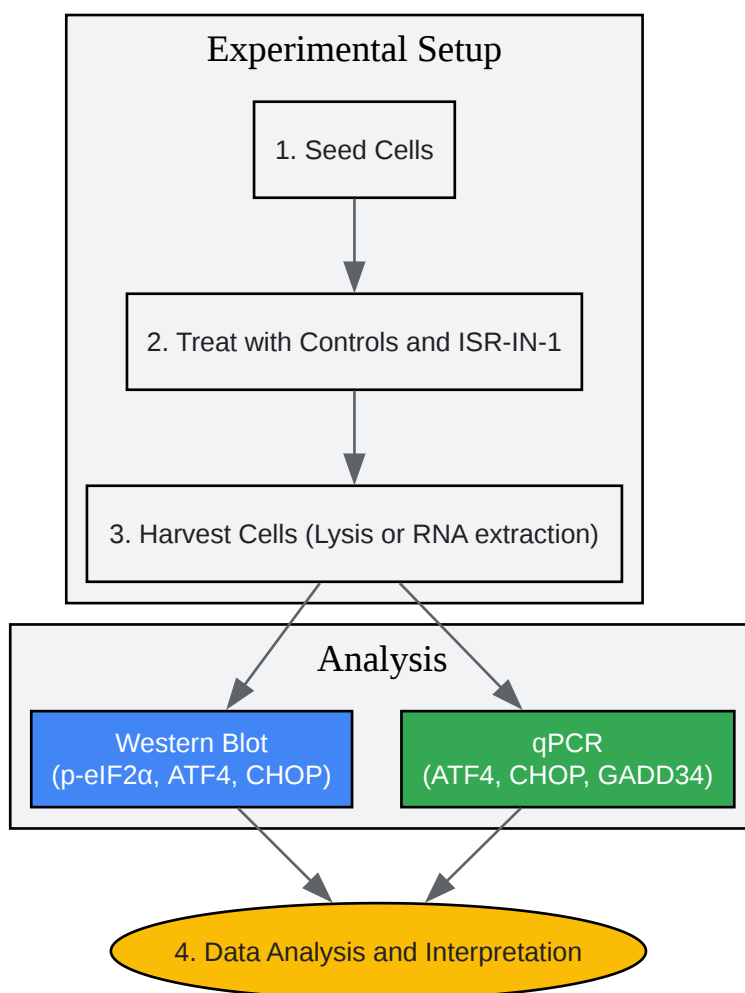 Experimental Setup
1. Seed Cells
2. Treat with Controls and ISR-IN-1
3. Harvest Cells (Lysis or RNA extraction)
Analysis
Western Blot
(p-eIF2α, ATF4, CHOP)
qPCR
(ATF4, CHOP, GADD34)
4. Data Analysis and Interpretation